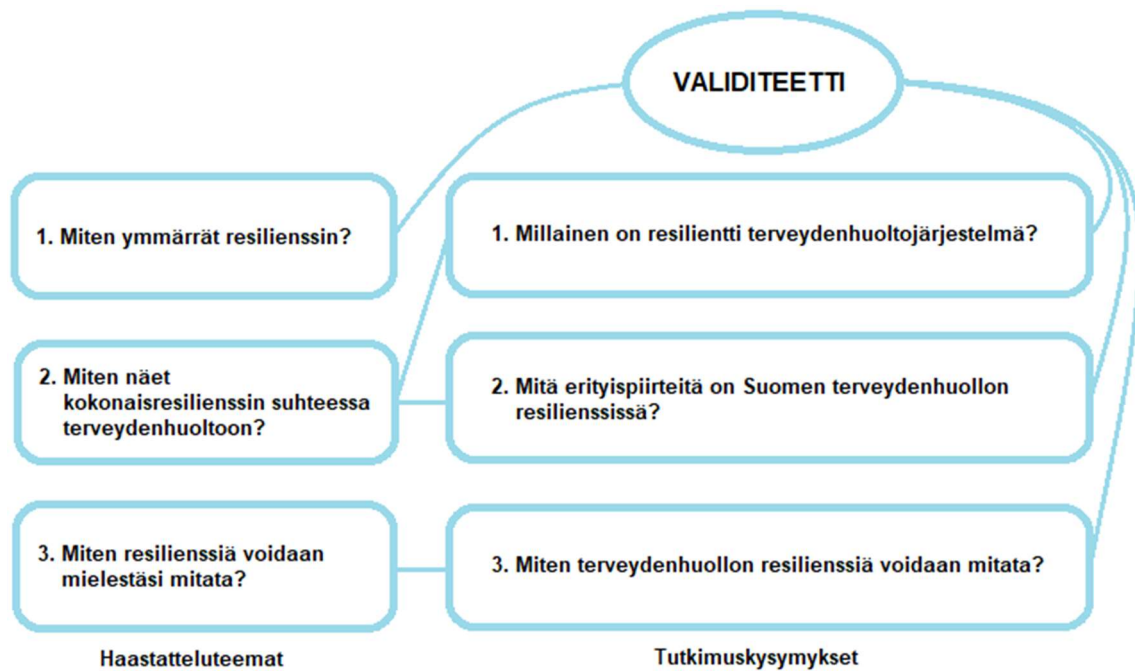 VALIDITEETTI
1. Miten ymmärrät resilienssin?
1. Millainen on resilientti terveydenhuoltojärjestelmä?
2. Miten näet
kokonaisresilienssin suhteessa
terveydenhuoltoon?
2. Mitä erityispiirteitä on Suomen terveydenhuollon
resilienssissä?
3. Miten resilienssiä voidaan
mielestäsi mitata?
3. Miten terveydenhuollon resilienssiä voidaan mitata?
Haastatteluteemat
Tutkimuskysymykset